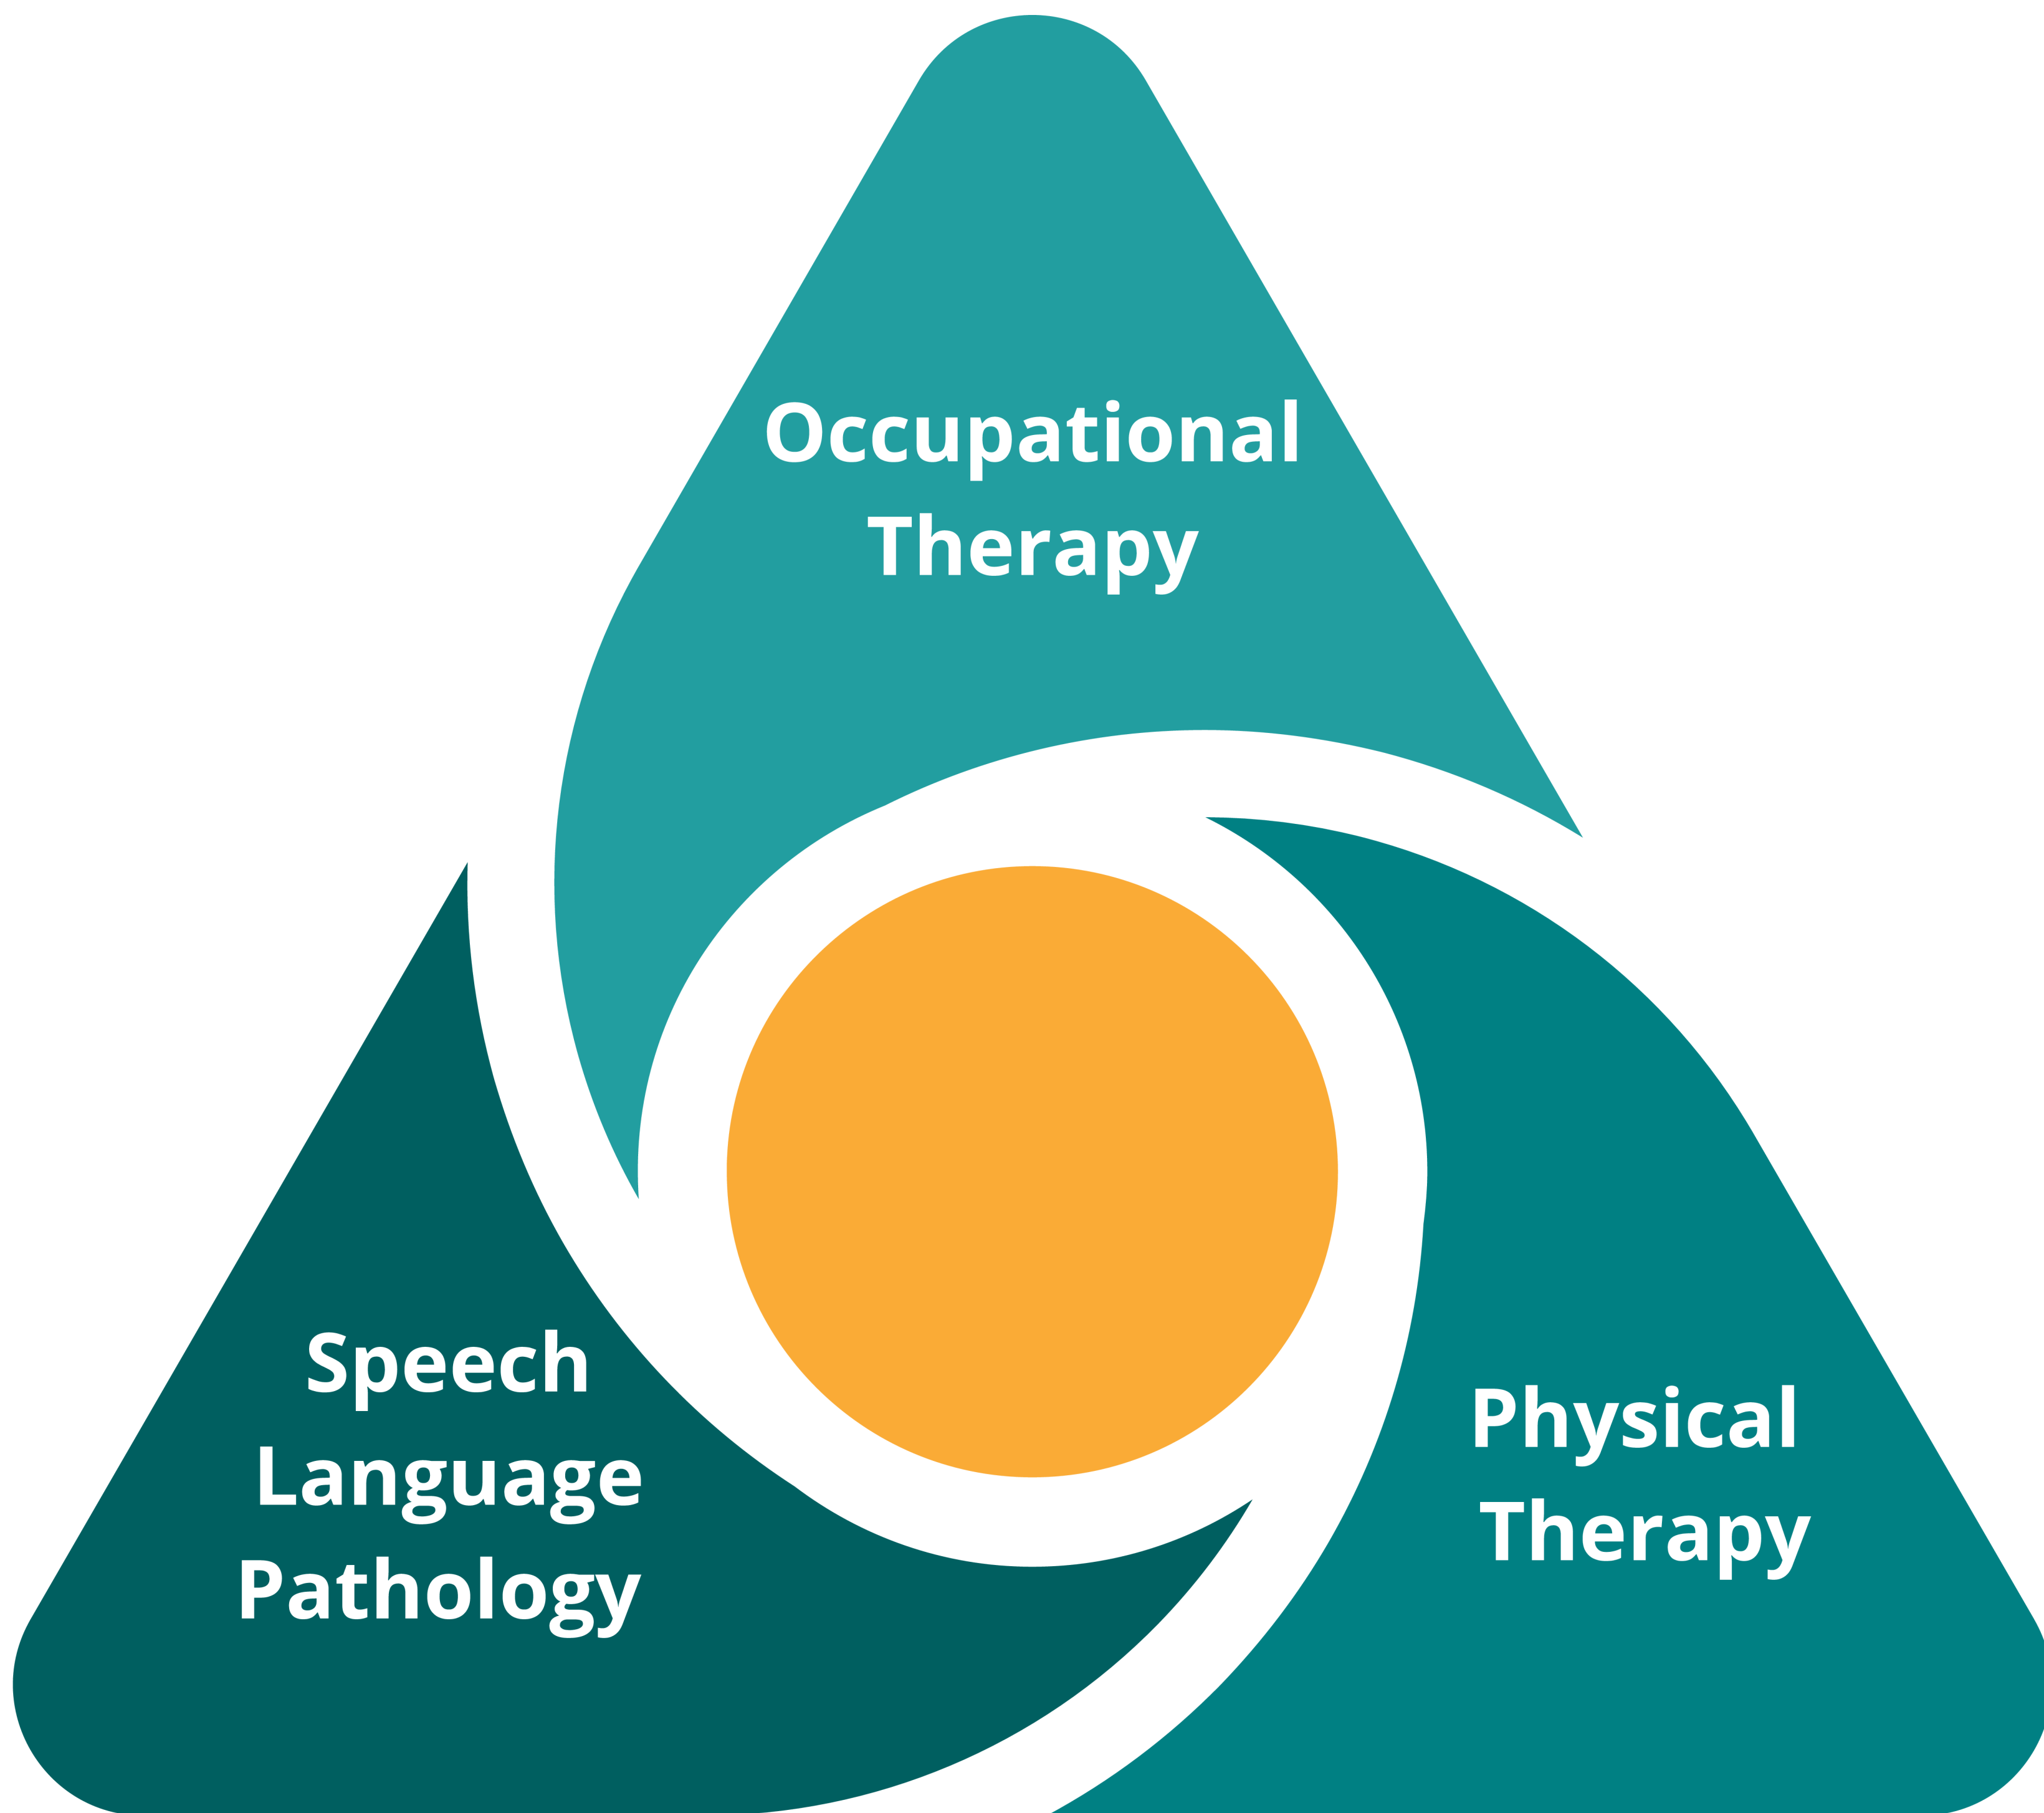 Occupational
Therapy
Speech
Language
Pathology
Physical
Therapy